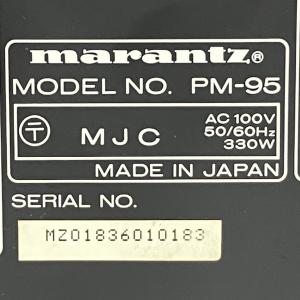 marantz®
MODEL NO. PM-95
〒 MJC
AC 100V
50/60Hz
330W
MADE IN JAPAN
SERIAL NO.
MZ01836010183